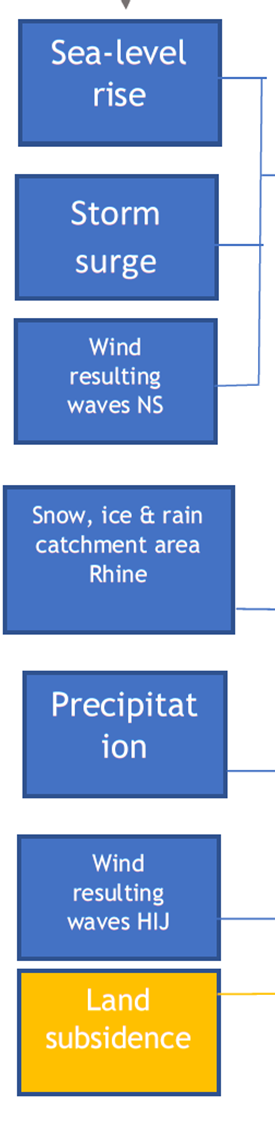 Sea-level
rise
Storm
surge
Wind
resulting
waves NS
Snow, ice & rain
catchment area
Rhine
Precipitat
ion
Wind
resulting
waves HIJ
Land
subsidence